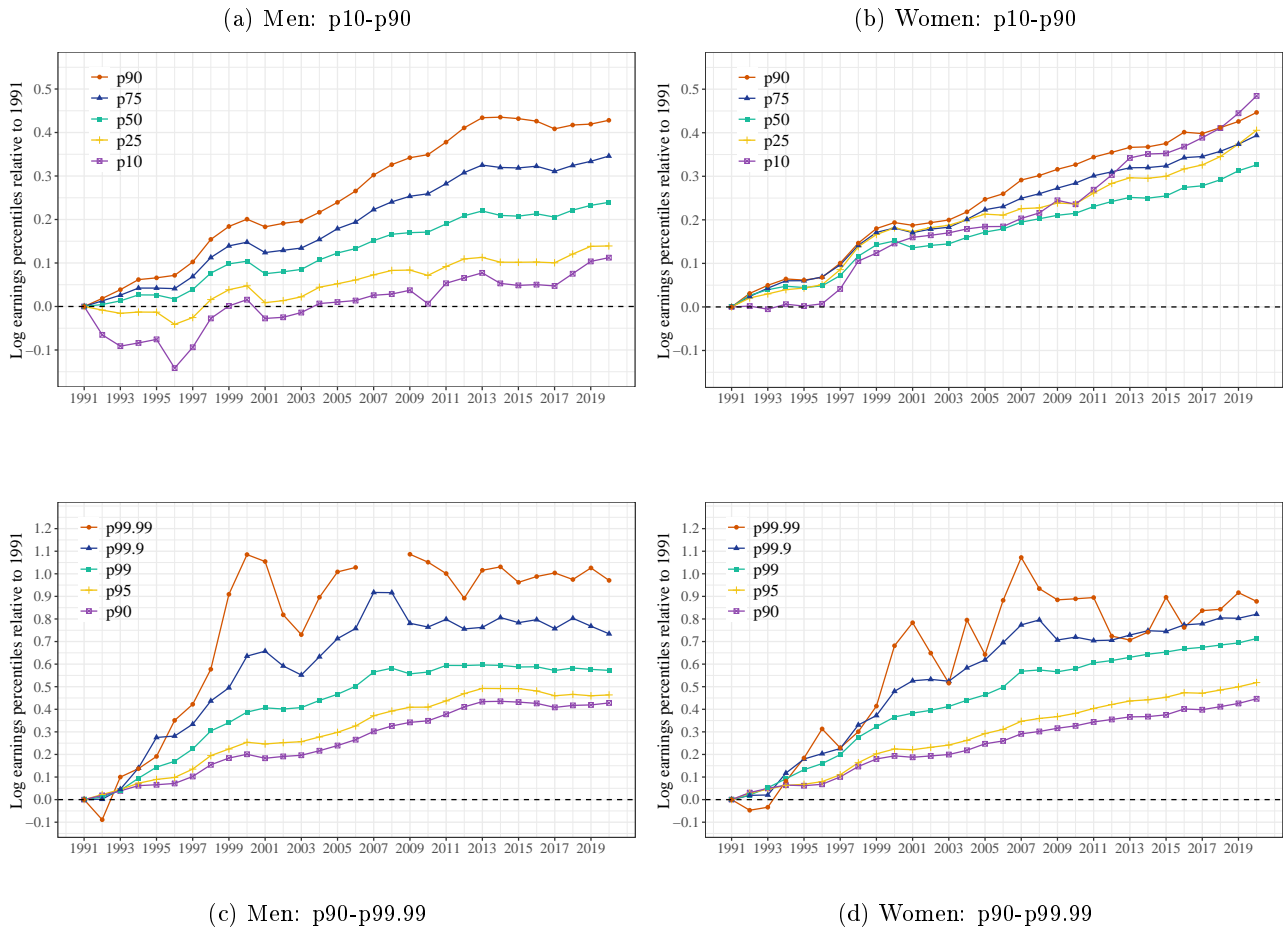 (a) Men: p10-p90
Log earnings percentiles relative to 1991
0.5
0.4
0.3
0.2
0.1
0.0
−0.1
p90
p75
p50
p25
p10
1991 1993 1995 1997 1999 2001 2003 2005 2007 2009 2011 2013 2015 2017 2019
(b) Women: p10-p90
Log earnings percentiles relative to 1991
0.5
0.4
0.3
0.2
0.1
0.0
−0.1
p90
p75
p50
p25
p10
1991 1993 1995 1997 1999 2001 2003 2005 2007 2009 2011 2013 2015 2017 2019
Log earnings percentiles relative to 1991
1.2
1.1
1.0
0.9
0.8
0.7
0.6
0.5
0.4
0.3
0.2
0.1
0.0
−0.1
p99.99
p99.9
p99
p95
p90
1991 1993 1995 1997 1999 2001 2003 2005 2007 2009 2011 2013 2015 2017 2019
(c) Men: p90-p99.99
Log earnings percentiles relative to 1991
1.2
1.1
1.0
0.9
0.8
0.7
0.6
0.5
0.4
0.3
0.2
0.1
0.0
−0.1
p99.99
p99.9
p99
p95
p90
1991 1993 1995 1997 1999 2001 2003 2005 2007 2009 2011 2013 2015 2017 2019
(d) Women: p90-p99.99